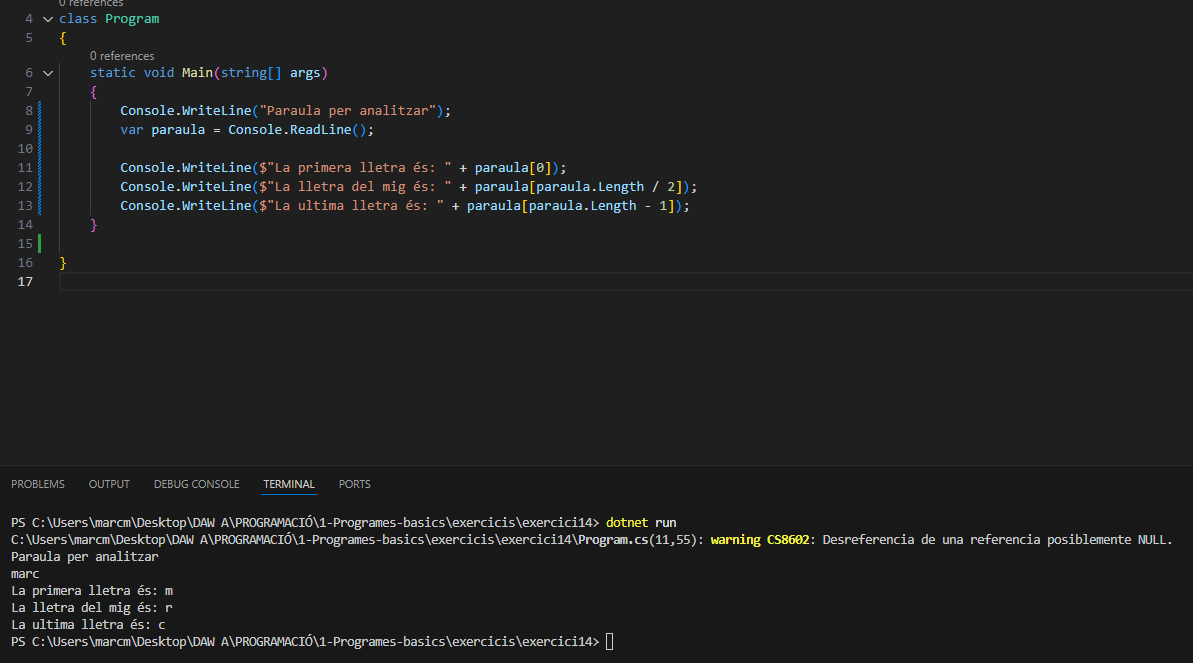 0 references
4 class Program
5 {
0 references
6 static void Main(string[] args)
7 {
8 Console.WriteLine("Paraula per analitzar");
9 var paraula = Console.ReadLine();
10
11 Console.WriteLine($"La primera lletra és: " + paraula[0]);
12 Console.WriteLine($"La lletra del mig és: " + paraula[paraula.Length / 2]);
13 Console.WriteLine($"La ultima lletra és: " + paraula[paraula.Length - 1]);
14 }
15
16 }
17
PROBLEMS OUTPUT DEBUG CONSOLE TERMINAL PORTS
PS C:\Users\marcm\Desktop\DAW A\PROGRAMACIÓ\1-Programes-basics\exercicis\exercici14> dotnet run
C:\Users\marcm\Desktop\DAW A\PROGRAMACIÓ\1-Programes-basics\exercicis\exercici14\Program.cs(11,55): warning CS8602: Desreferencia de una referencia posiblemente NULL.
Paraula per analitzar
marc
La primera lletra és: m
La lletra del mig és: r
La ultima lletra és: c
PS C:\Users\marcm\Desktop\DAW A\PROGRAMACIÓ\1-Programes-basics\exercicis\exercici14>